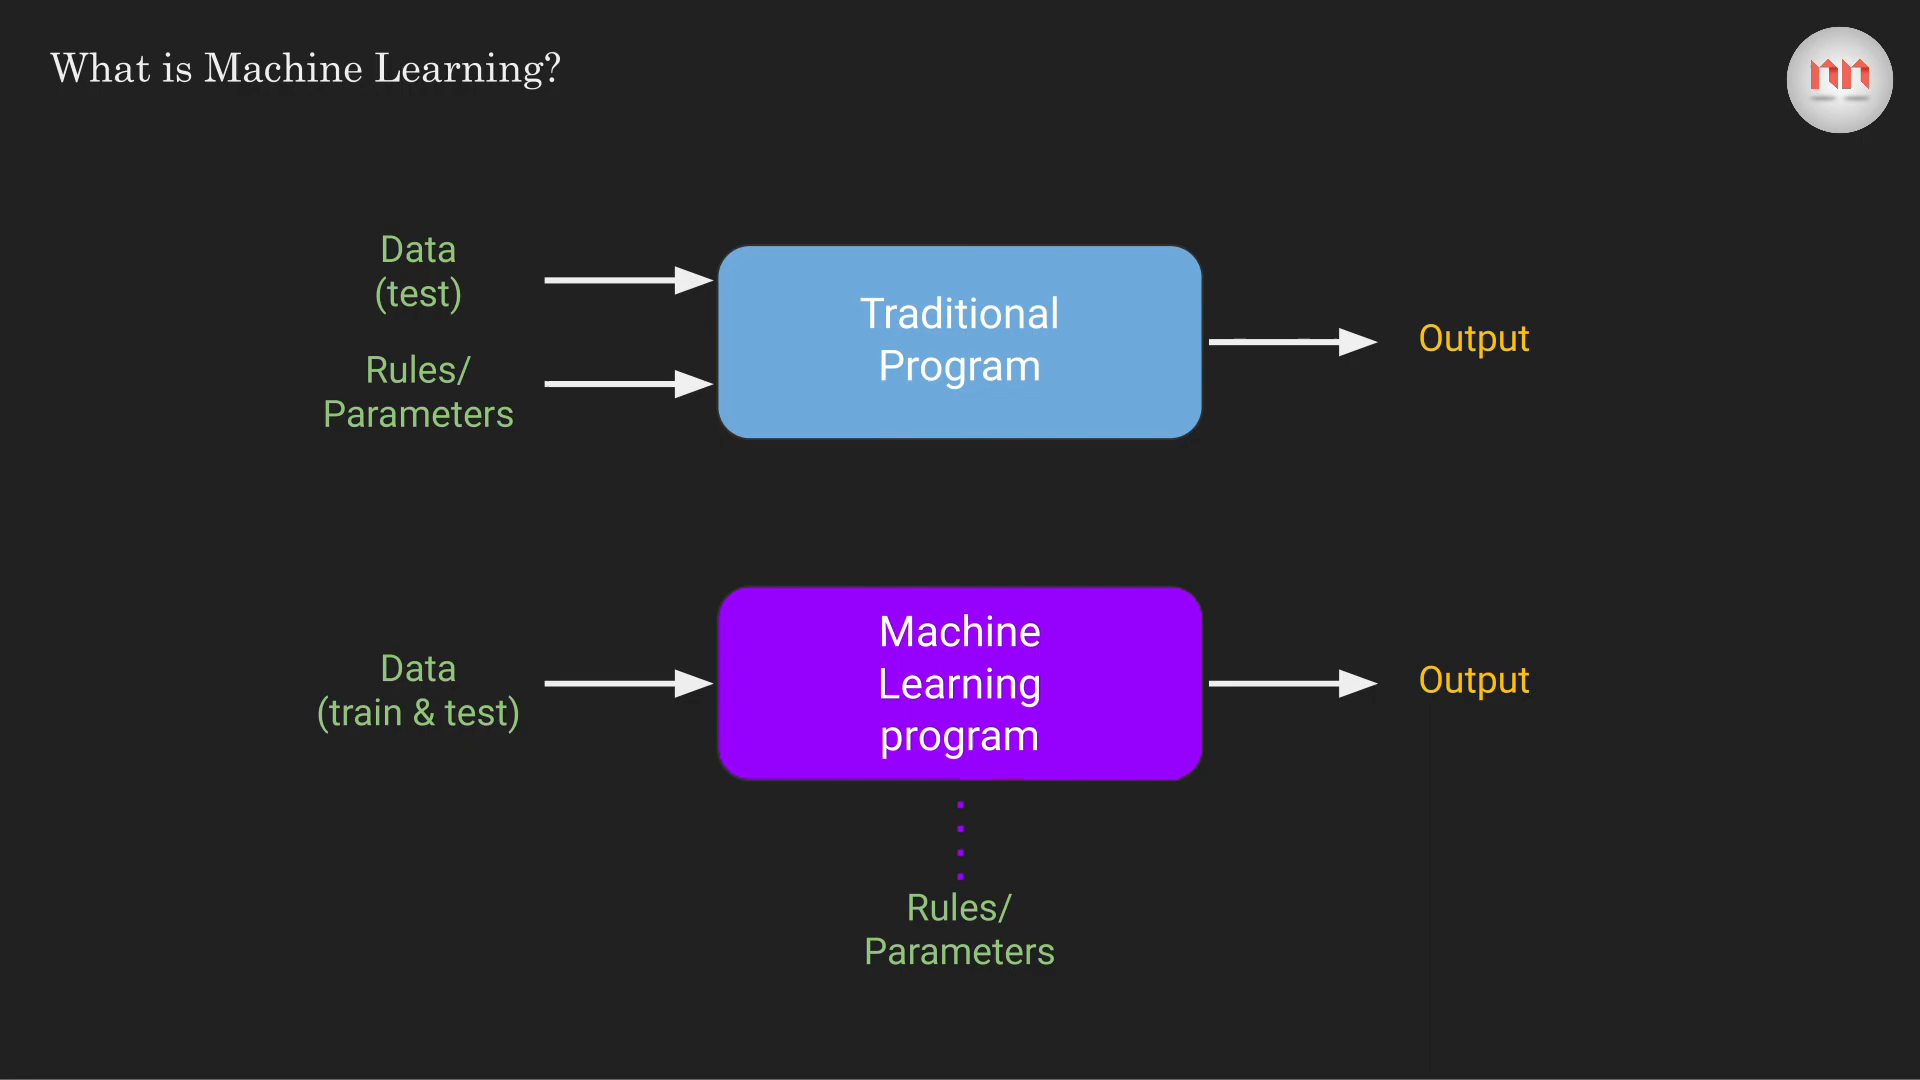 What is Machine Learning?
nn
Data
(test)
Rules/
Parameters
Traditional
Program
Output
Data
(train & test)
Machine
Learning
program
Output
Rules/
Parameters